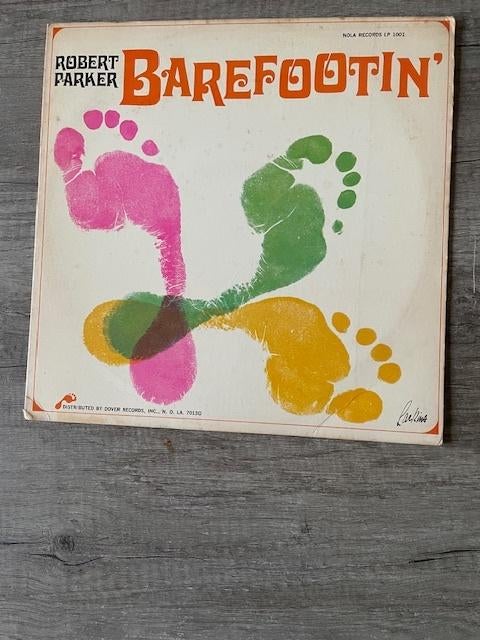 NOLA RECORDS LP 1001
ROBERT
PARKER
BAREFOOTIN'
DISTRIBUTED BY DOVER RECORDS, INC., N. O. LA. 70130